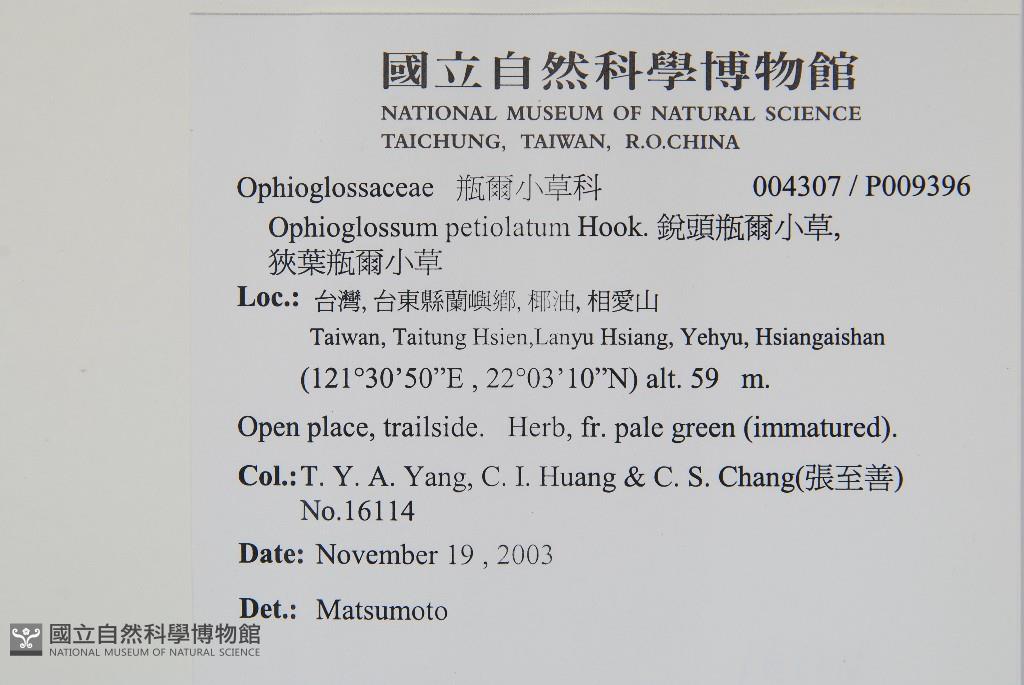 國立自然科學博物館
NATIONAL MUSEUM OF NATURAL SCIENCE
TAICHUNG, TAIWAN, R.O.CHINA
Ophioglossaceae 瓶爾小草科 004307 / P009396
Ophioglossum petiolatum Hook. 銳頭瓶爾小草,
狹葉瓶爾小草
Loc.: 台灣, 台東縣蘭嶼鄉, 椰油, 相愛山
Taiwan, Taitung Hsien,Lanyu Hsiang, Yehyu, Hsiangaishan
(121°30’50”E , 22°03’10”N) alt. 59 m.
Open place, trailside. Herb, fr. pale green (immatured).
Col.: T. Y. A. Yang, C. I. Huang & C. S. Chang(張至善)
No.16114
Date: November 19 , 2003
Det.: Matsumoto
國立自然科學博物館
NATIONAL MUSEUM OF NATURAL SCIENCE